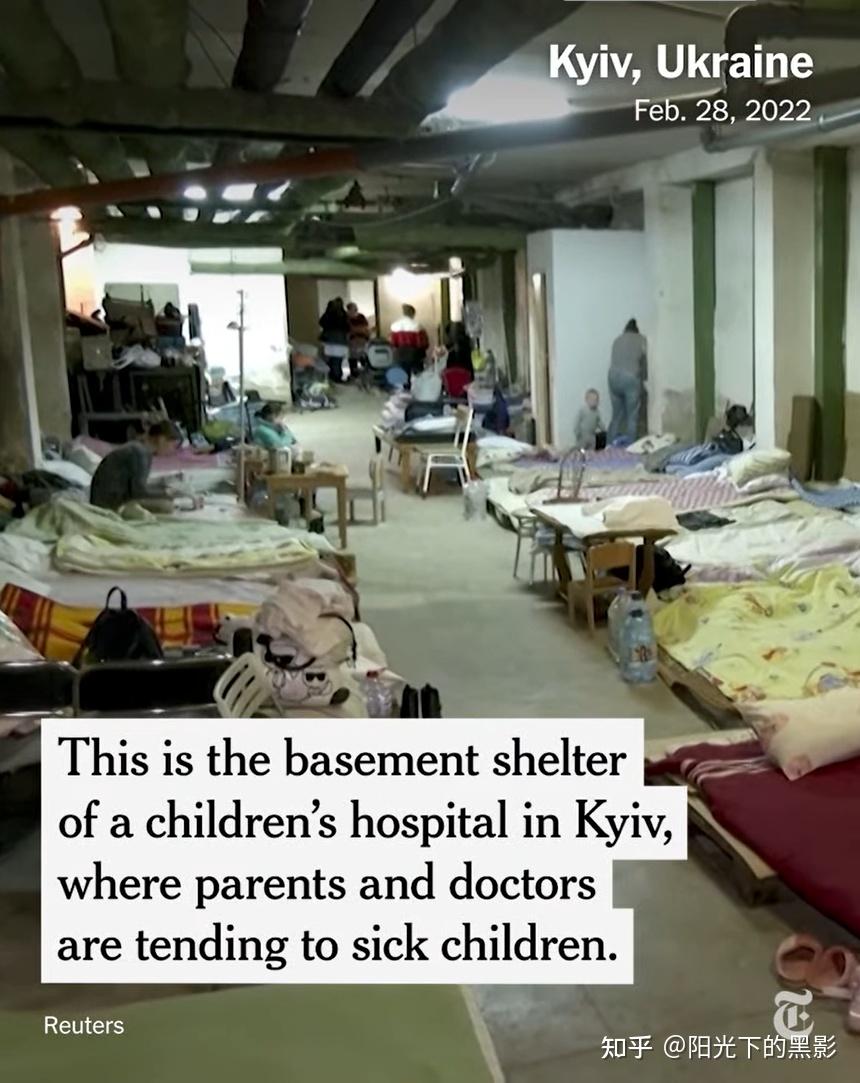 Kyiv, Ukraine
Feb. 28, 2022
This is the basement shelter
of a children’s hospital in Kyiv,
where parents and doctors
are tending to sick children.
Reuters
T
知乎 @阳光下的黑影